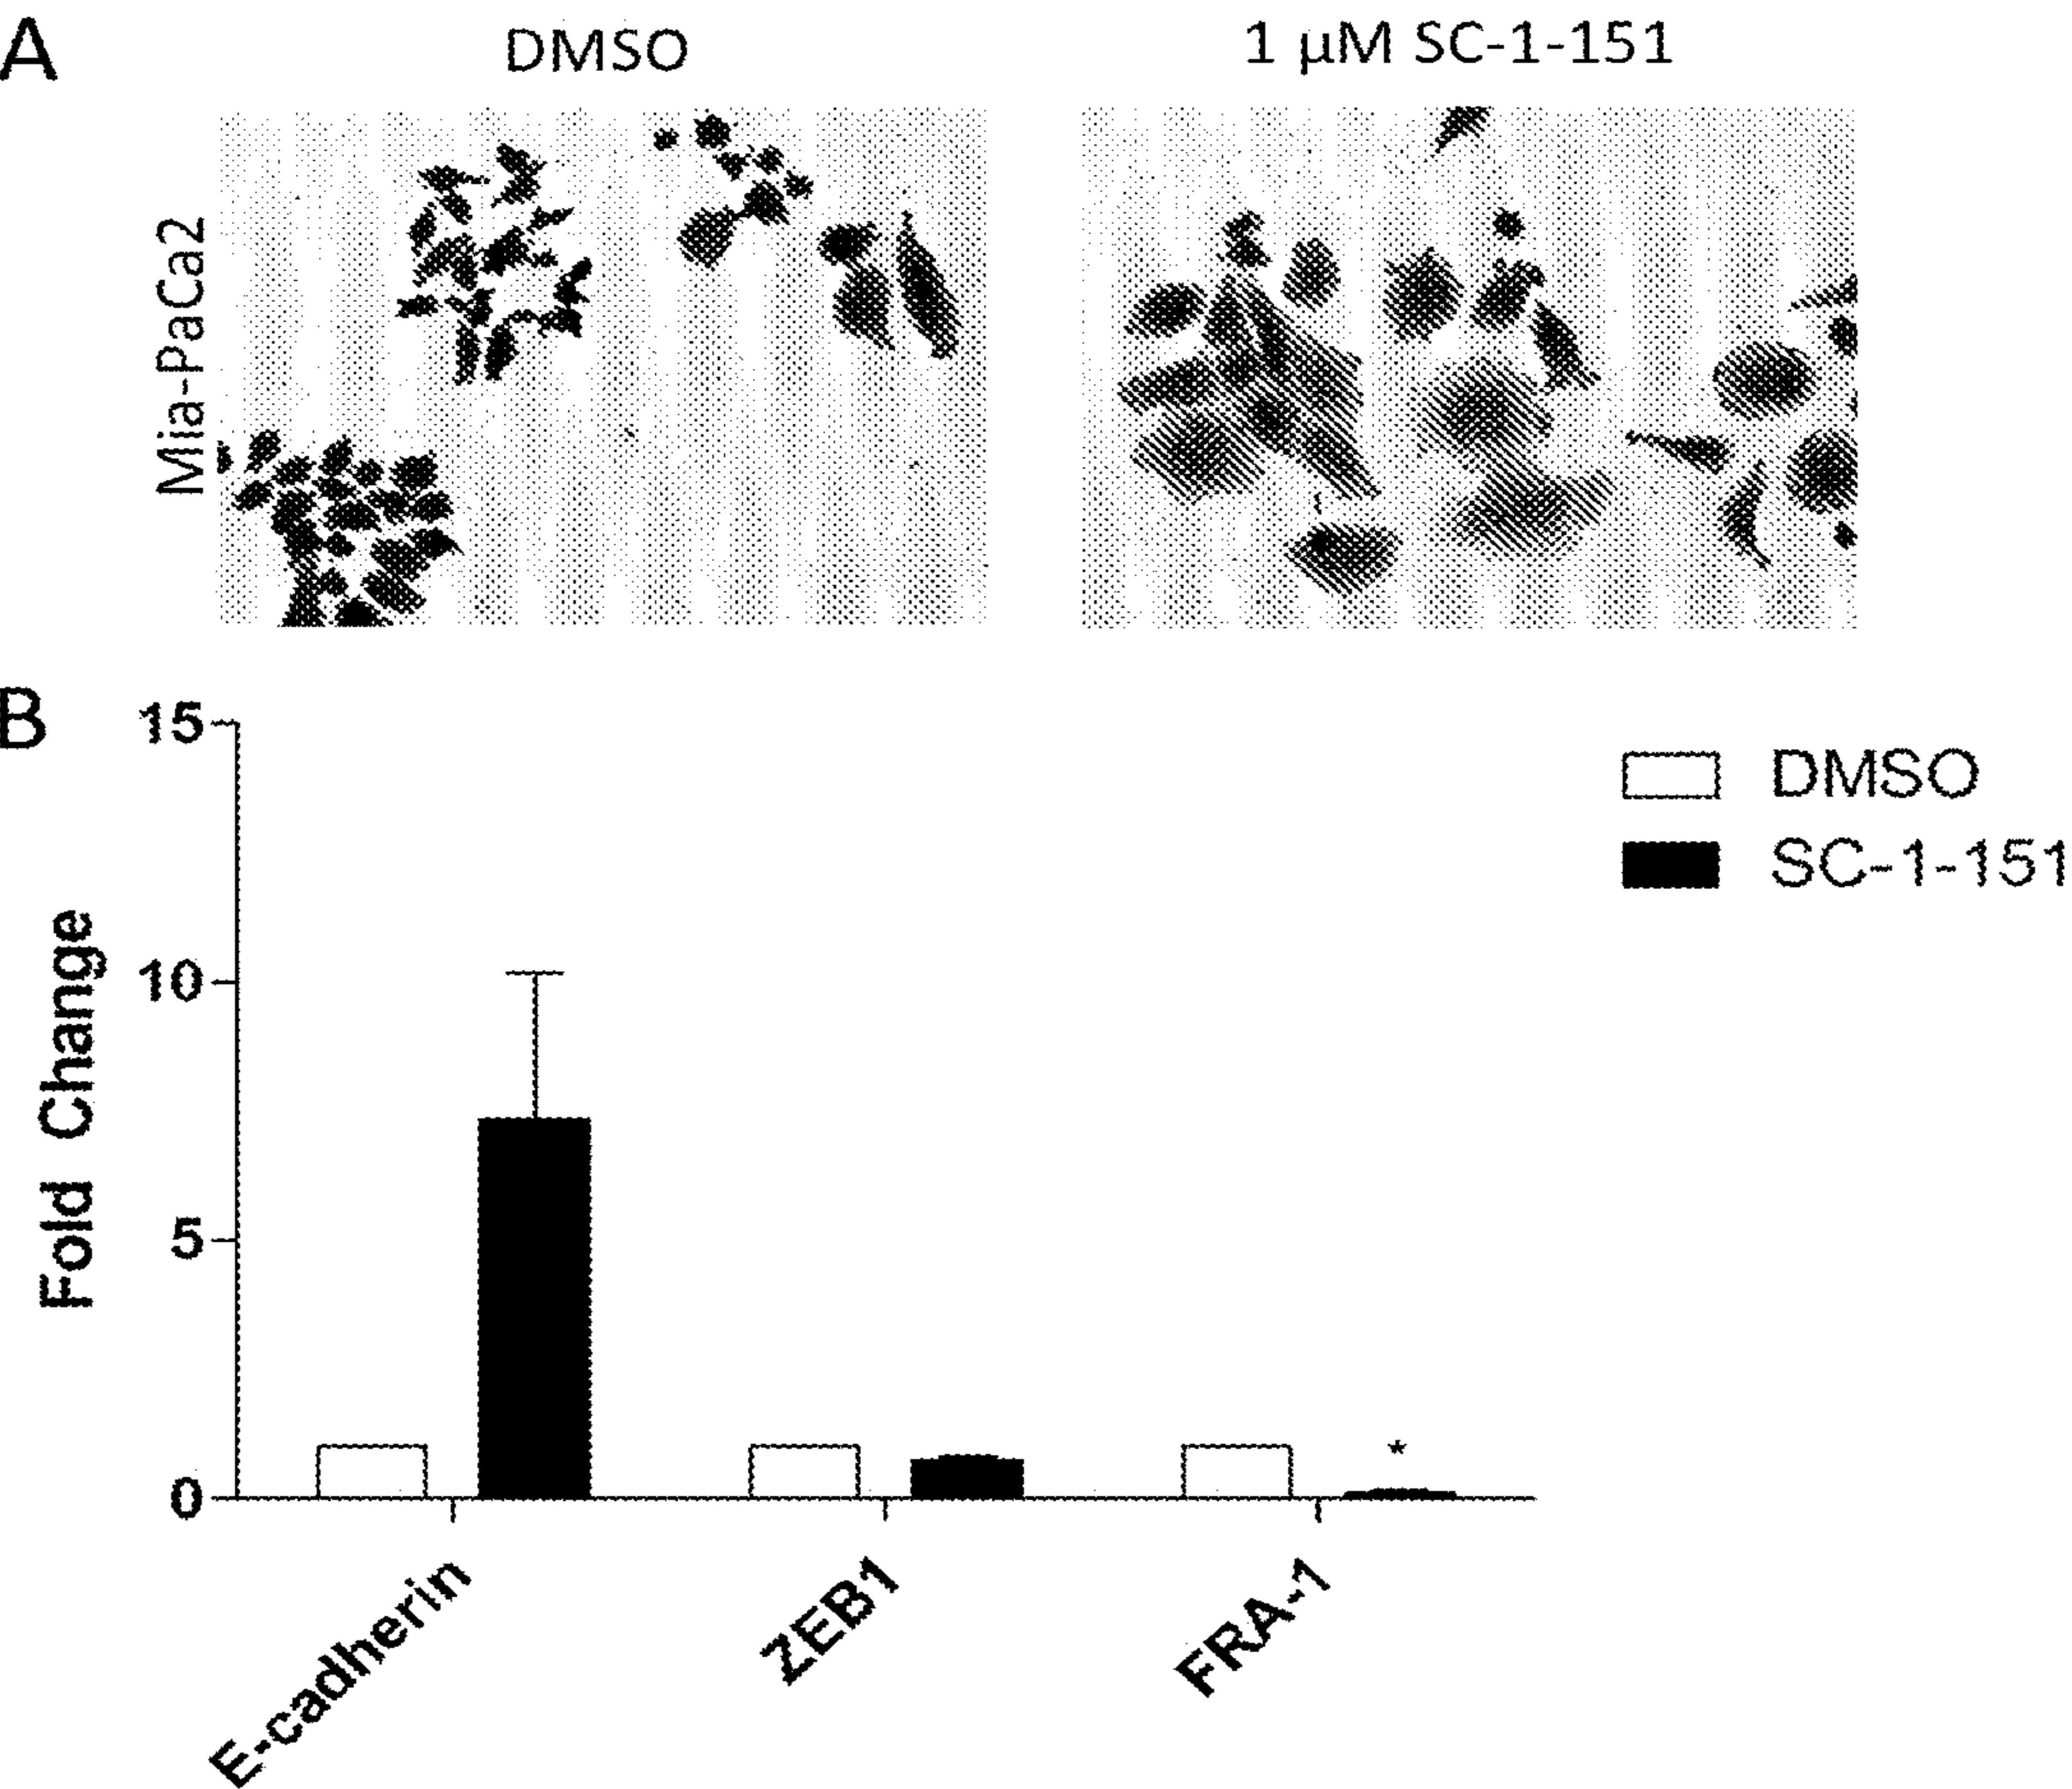 A
DMSO
1 µM SC-1-151
Mia-PaCa2
B
15
10
5
0
Fold Change
DMSO
SC-1-151
*
E-cadherin
ZEB1
FRA-1